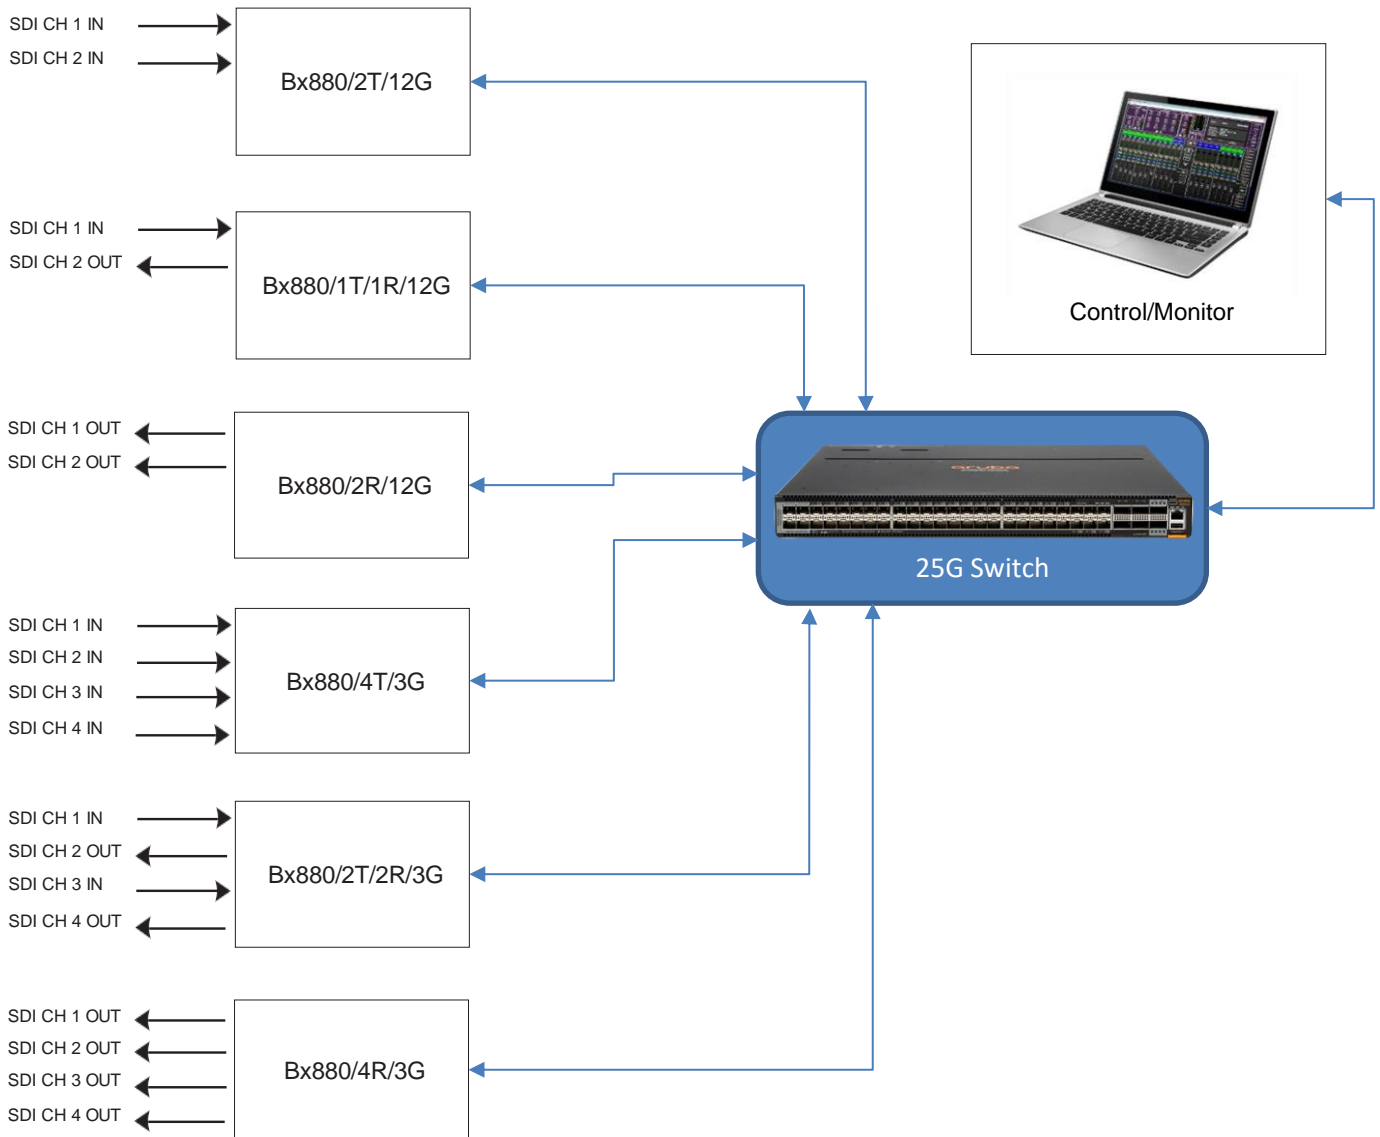 SDI CH 1 IN
SDI CH 2 IN
Bx880/2T/12G
SDI CH 1 IN
SDI CH 2 OUT
Bx880/1T/1R/12G
Control/Monitor
SDI CH 1 OUT
SDI CH 2 OUT
Bx880/2R/12G
aruba
25G Switch
SDI CH 1 IN
SDI CH 2 IN
SDI CH 3 IN
SDI CH 4 IN
Bx880/4T/3G
SDI CH 1 IN
SDI CH 2 OUT
SDI CH 3 IN
SDI CH 4 OUT
Bx880/2T/2R/3G
SDI CH 1 OUT
SDI CH 2 OUT
SDI CH 3 OUT
SDI CH 4 OUT
Bx880/4R/3G